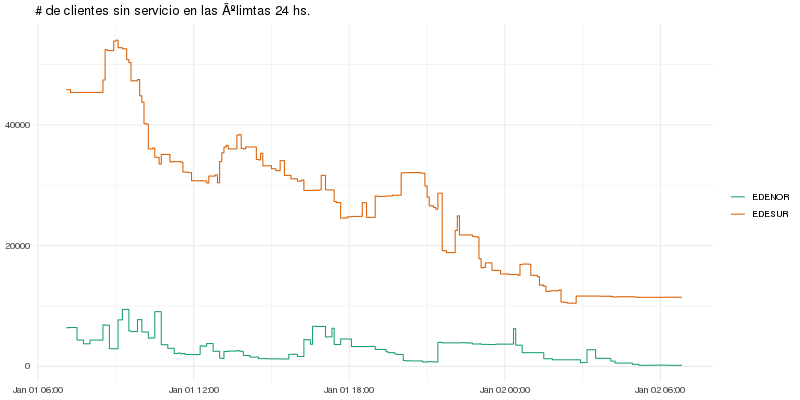 # de clientes sin servicio en las Ãºlimtas 24 hs.
40000
20000
0
Jan 01 06:00
Jan 01 12:00
Jan 01 18:00
Jan 02 00:00
Jan 02 06:00
EDENOR
EDESUR